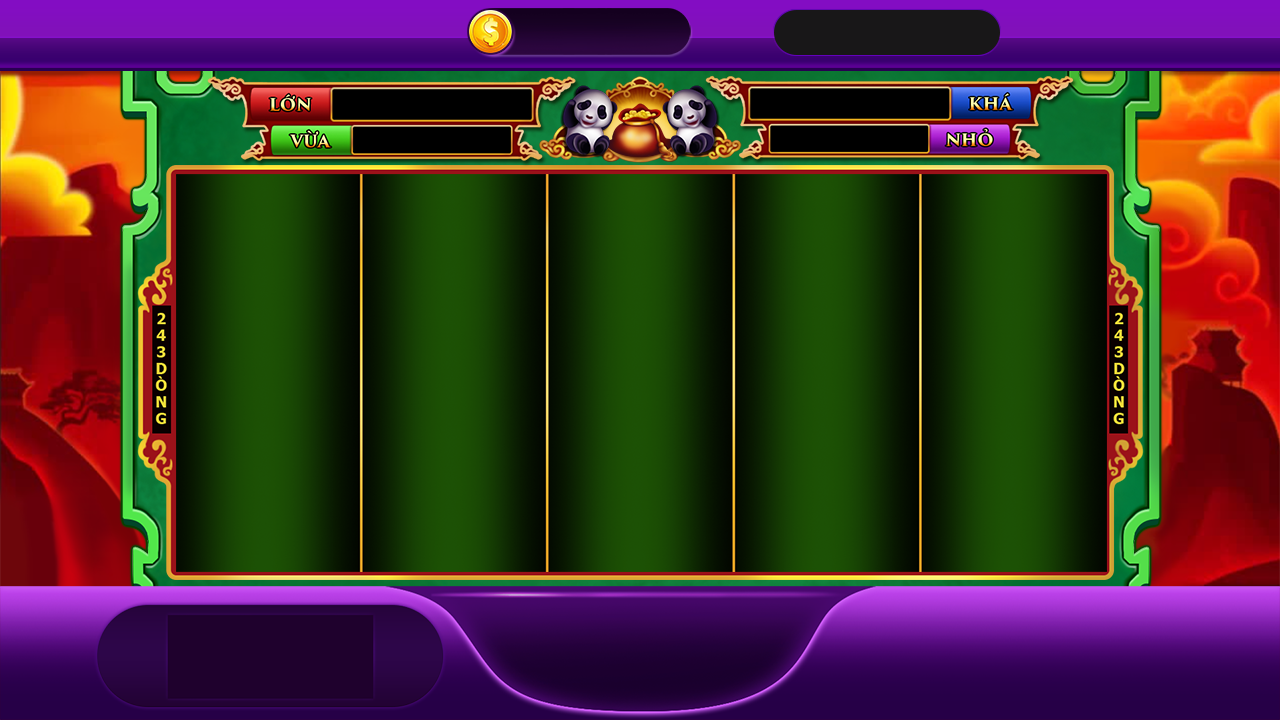 LỚN
KHÁ
VỪA
NHỎ
243DÒNG
243DÒNG